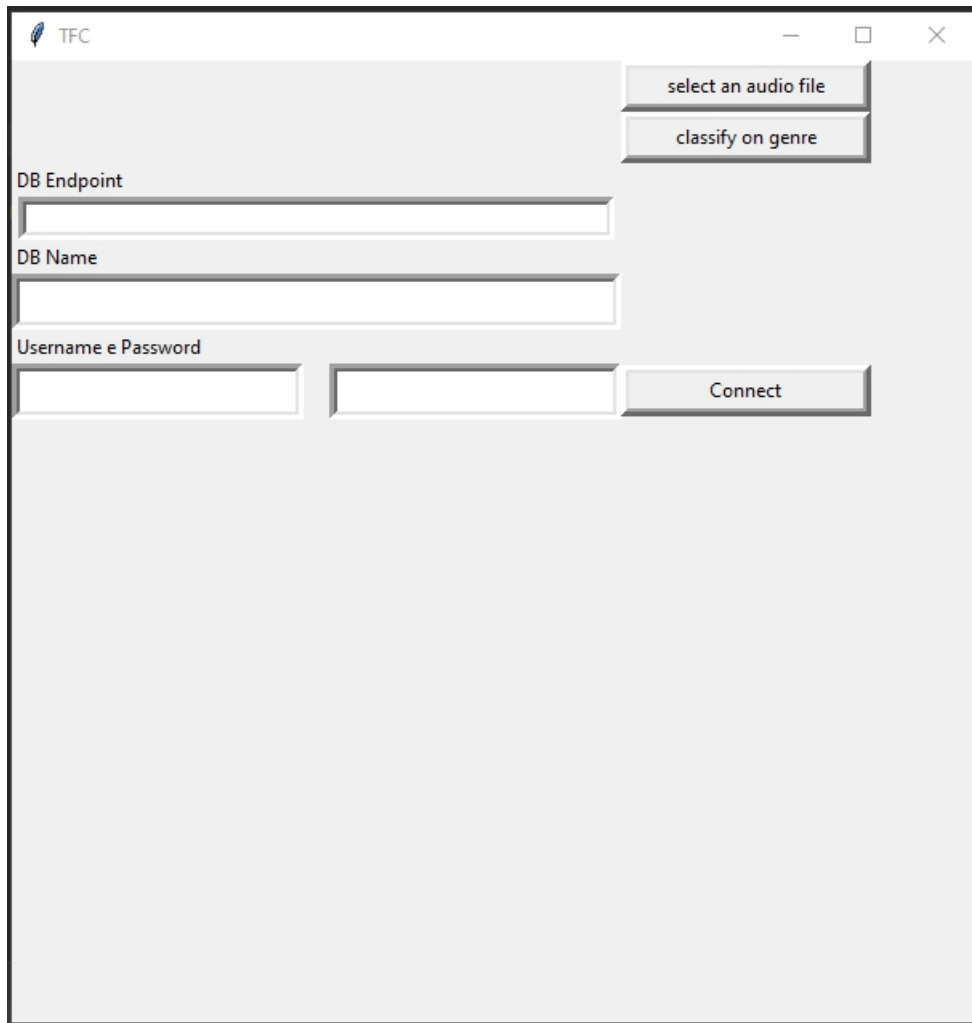 TFC
select an audio file
classify on genre
DB Endpoint
DB Name
Username e Password
Connect